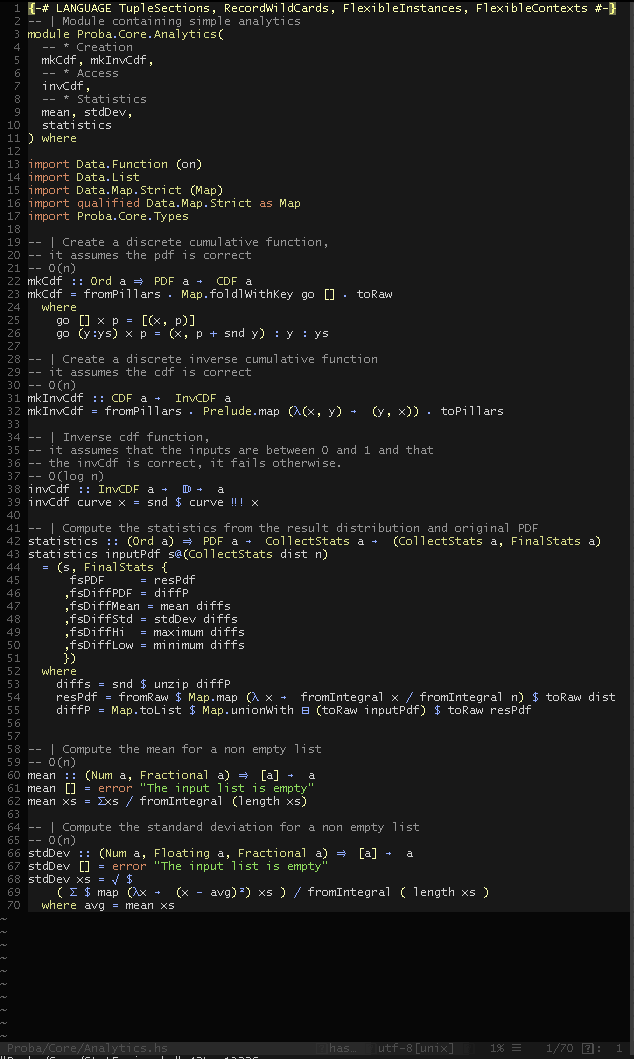 1 {-# LANGUAGE TupleSections, RecordWildCards, FlexibleInstances, FlexibleContexts #-}
2 -- | Module containing simple analytics
3 module Proba.Core.Analytics(
4   -- * Creation
5   mkCdf, mkInvCdf,
6   -- * Access
7   invCdf,
8   -- * Statistics
9   mean, stdDev,
10   statistics
11 ) where
12
13 import Data.Function (on)
14 import Data.List
15 import Data.Map.Strict (Map)
16 import qualified Data.Map.Strict as Map
17 import Proba.Core.Types
18
19 -- | Create a discrete cumulative function,
20 -- it assumes the pdf is correct
21 -- O(n)
22 mkCdf :: Ord a ⇒ PDF a → CDF a
23 mkCdf = fromPillars . Map.foldlWithKey go [] . toRaw
24   where
25     go [] x p = [(x, p)]
26     go (y:ys) x p = (x, p + snd y) : y : ys
27
28 -- | Create a discrete inverse cumulative function
29 -- it assumes the cdf is correct
30 -- O(n)
31 mkInvCdf :: CDF a → InvCDF a
32 mkInvCdf = fromPillars . Prelude.map (λ(x, y) → (y, x)) . toPillars
33
34 -- | Inverse cdf function,
35 -- it assumes that the inputs are between 0 and 1 and that
36 -- the invCdf is correct, it fails otherwise.
37 -- O(log n)
38 invCdf :: InvCDF a → 𝔻 → a
39 invCdf curve x = snd $ curve ‼! x
40
41 -- | Compute the statistics from the result distribution and original PDF
42 statistics :: (Ord a) ⇒ PDF a → CollectStats a → (CollectStats a, FinalStats a)
43 statistics inputPdf s@(CollectStats dist n)
44   = (s, FinalStats {
45       fsPDF     = resPdf
46      ,fsDiffPDF = diffP
47      ,fsDiffMean = mean diffs
48      ,fsDiffStd = stdDev diffs
49      ,fsDiffHi  = maximum diffs
50      ,fsDiffLow = minimum diffs
51      })
52   where
53     diffs = snd $ unzip diffP
54     resPdf = fromRaw $ Map.map (λ x → fromIntegral x / fromIntegral n) $ toRaw dist
55     diffP = Map.toList $ Map.unionWith ⊟ (toRaw inputPdf) $ toRaw resPdf
56
57
58 -- | Compute the mean for a non empty list
59 -- O(n)
60 mean :: (Num a, Fractional a) ⇒ [a] → a
61 mean [] = error "The input list is empty"
62 mean xs = Σxs / fromIntegral (length xs)
63
64 -- | Compute the standard deviation for a non empty list
65 -- O(n)
66 stdDev :: (Num a, Floating a, Fractional a) ⇒ [a] → a
67 stdDev [] = error "The input list is empty"
68 stdDev xs = √ $
69     ( Σ $ map (λx → (x - avg)²) xs ) / fromIntegral ( length xs )
70   where avg = mean xs
~
~
~
~
~
~
~
~
~
~
Proba/Core/Analytics.hs has… utf-8[unix] 1% ☰ 1/70 : 1